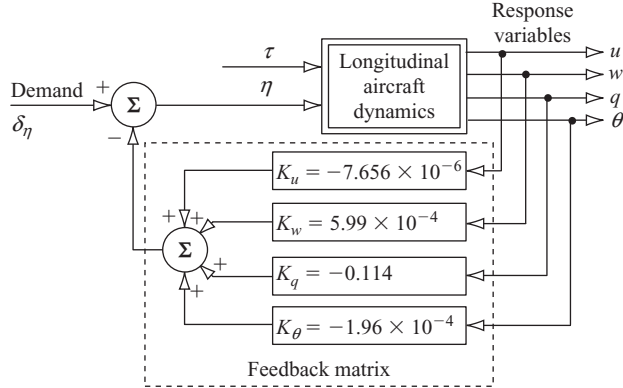 Response
variables
τ
u
Longitudinal
aircraft
dynamics
w
Demand
+
Σ
η
q
δ_η
−
θ
K_u = −7.656 × 10⁻⁶
+
+
K_w = 5.99 × 10⁻⁴
Σ
+
K_q = −0.114
+
K_θ = −1.96 × 10⁻⁴
Feedback matrix